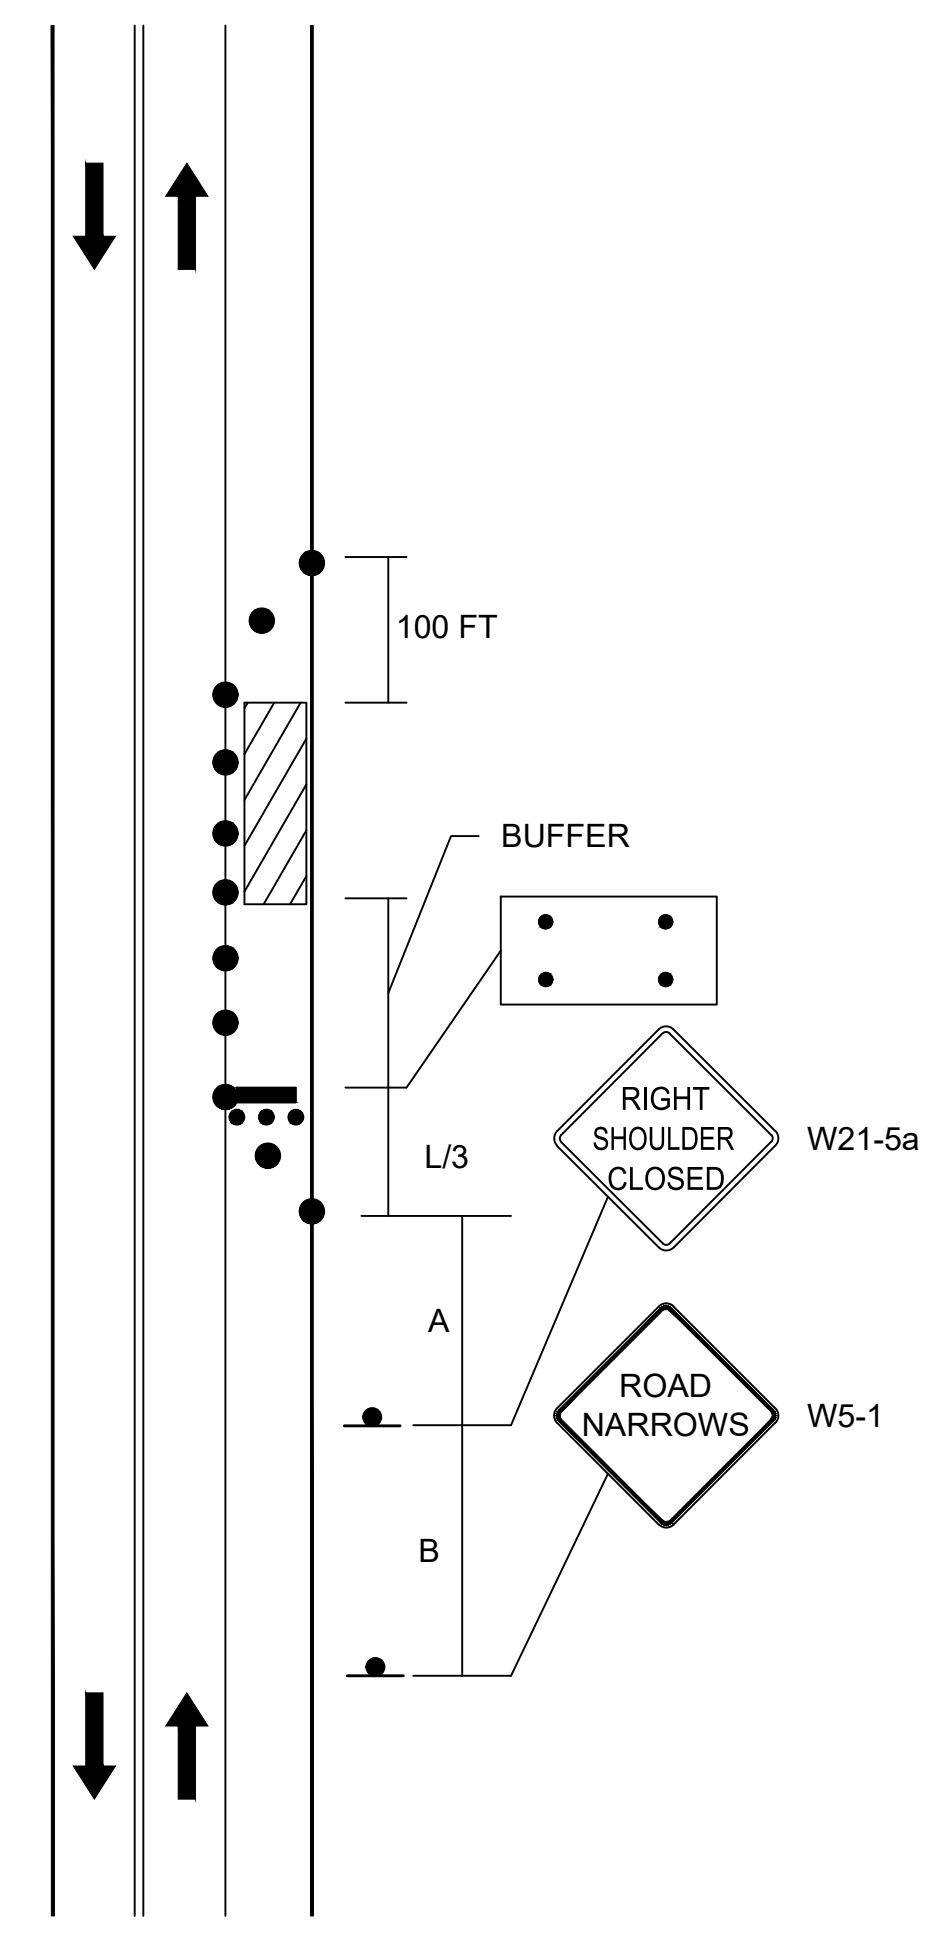 100 FT
BUFFER
RIGHT
SHOULDER
CLOSED
W21-5a
L/3
A
ROAD
NARROWS
W5-1
B